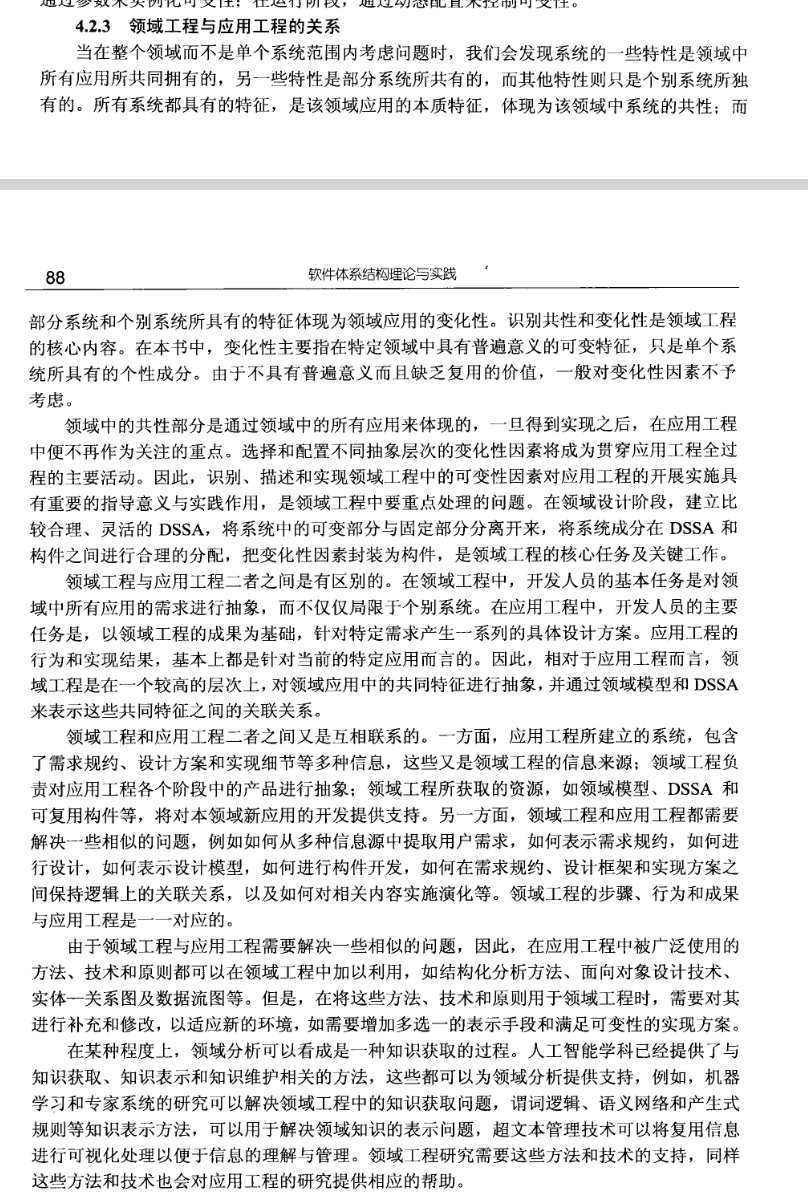 通过参数来实例化可变性；在运行阶段，通过动态配置来控制可变性。
4.2.3 领域工程与应用工程的关系
当在整个领域而不是单个系统范围内考虑问题时，我们会发现系统的一些特性是领域中
所有应用所共同拥有的，另一些特性是部分系统所共有的，而其他特性则只是个别系统所独
有的。所有系统都具有的特征，是该领域应用的本质特征，体现为该领域中系统的共性；而
88
软件体系结构理论与实践
部分系统和个别系统所具有的特征体现为领域应用的变化性。识别共性和变化性是领域工程
的核心内容。在本书中，变化性主要指在特定领域中具有普遍意义的可变特征，只是单个系
统所具有的个性成分。由于不具有普遍意义而且缺乏复用的价值，一般对变化性因素不予
考虑。
领域中的共性部分是通过领域中的所有应用来体现的，一旦得到实现之后，在应用工程
中便不再作为关注的重点。选择和配置不同抽象层次的变化性因素将成为贯穿应用工程全过
程的主要活动。因此，识别、描述和实现领域工程中的可变性因素对应用工程的开展实施具
有重要的指导意义与实践作用，是领域工程中要重点处理的问题。在领域设计阶段，建立比
较合理、灵活的 DSSA，将系统中的可变部分与固定部分分离开来，将系统成分在 DSSA 和
构件之间进行合理的分配，把变化性因素封装为构件，是领域工程的核心任务及关键工作。
领域工程与应用工程二者之间是有区别的。在领域工程中，开发人员的基本任务是对领
域中所有应用的需求进行抽象，而不仅仅局限于个别系统。在应用工程中，开发人员的主要
任务是，以领域工程的成果为基础，针对特定需求产生一系列的具体设计方案。应用工程的
行为和实现结果，基本上都是针对当前的特定应用而言的。因此，相对于应用工程而言，领
域工程是在一个较高的层次上，对领域应用中的共同特征进行抽象，并通过领域模型和 DSSA
来表示这些共同特征之间的关联关系。
领域工程和应用工程二者之间又是互相联系的。一方面，应用工程所建立的系统，包含
了需求规约、设计方案和实现细节等多种信息，这些又是领域工程的信息来源；领域工程负
责对应用工程各个阶段中的产品进行抽象；领域工程所获取的资源，如领域模型、DSSA 和
可复用构件等，将对本领域新应用的开发提供支持。另一方面，领域工程和应用工程都需要
解决一些相似的问题，例如如何从多种信息源中提取用户需求，如何表示需求规约，如何进
行设计，如何表示设计模型，如何进行构件开发，如何在需求规约、设计框架和实现方案之
间保持逻辑上的关联关系，以及如何对相关内容实施演化等。领域工程的步骤、行为和成果
与应用工程是一一对应的。
由于领域工程与应用工程需要解决一些相似的问题，因此，在应用工程中被广泛使用的
方法、技术和原则都可以在领域工程中加以利用，如结构化分析方法、面向对象设计技术、
实体一关系图及数据流图等。但是，在将这些方法、技术和原则用于领域工程时，需要对其
进行补充和修改，以适应新的环境，如需要增加多选一的表示手段和满足可变性的实现方案。
在某种程度上，领域分析可以看成是一种知识获取的过程。人工智能学科已经提供了与
知识获取、知识表示和知识维护相关的方法，这些都可以为领域分析提供支持，例如，机器
学习和专家系统的研究可以解决领域工程中的知识获取问题，谓词逻辑、语义网络和产生式
规则等知识表示方法，可以用于解决领域知识的表示问题，超文本管理技术可以将复用信息
进行可视化处理以便于信息的理解与管理。领域工程研究需要这些方法和技术的支持，同样
这些方法和技术也会对应用工程的研究提供相应的帮助。